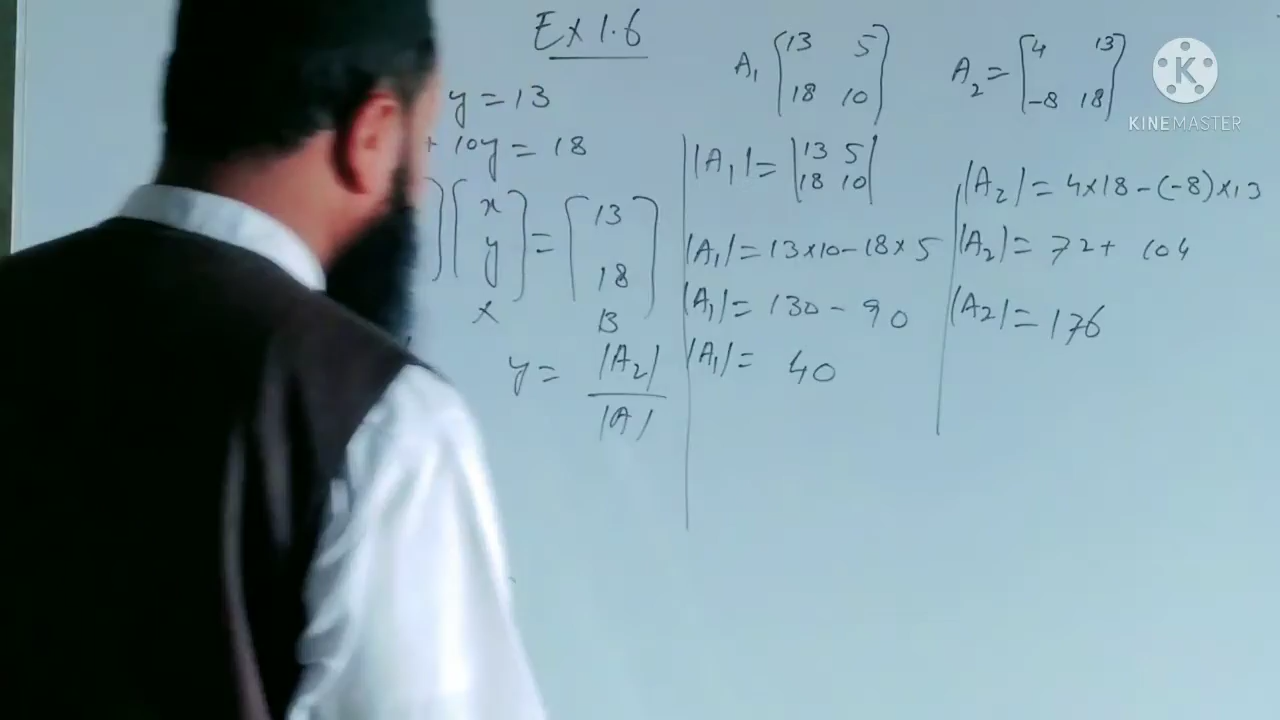 Ex 1.6
y = 13
+ 10y = 18
] [x y] = [13 18]
X B
y = |A2| / |A|
A1 [13 5 18 10]
|A1| = |13 5 18 10|
|A1| = 13×10 - 18×5
|A1| = 130 - 90
|A1| = 40
A2 = [4 13 -8 18]
|A2| = 4×18 - (-8)×13
|A2| = 72 + 104
|A2| = 176
K
KINEMASTER